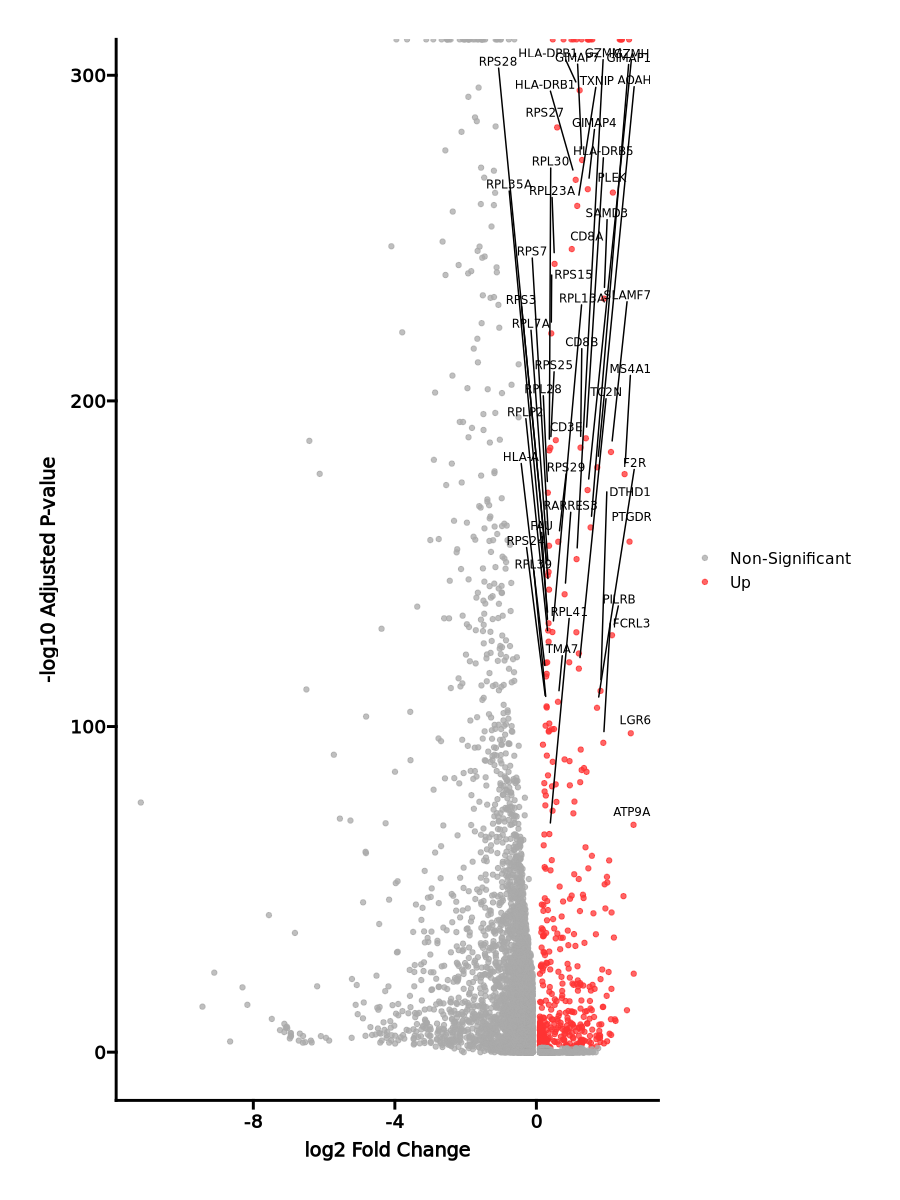 300
200
100
0
-8
-4
0
-log10 Adjusted P-value
log2 Fold Change
Non-Significant
Up
HLA-DPB1
GZMH
GIMAP7
GIMAP1
RPS28
HLA-DRB1
TXNIP
AOAH
RPS27
GIMAP4
HLA-DRB5
RPL30
PLEK
RPL35A
RPL23A
SAMD3
CD8A
RPS7
RPS15
RPS3
RPL13A
SLAMF7
RPL7A
CD8B
RPS25
MS4A1
RPL28
TC2N
RPLP2
CD3E
HLA-A
RPS29
F2R
DTHD1
RARRES3
PTGDR
FAU
RPS24
RPL39
PILRB
RPL41
FCRL3
TMA7
LGR6
ATP9A